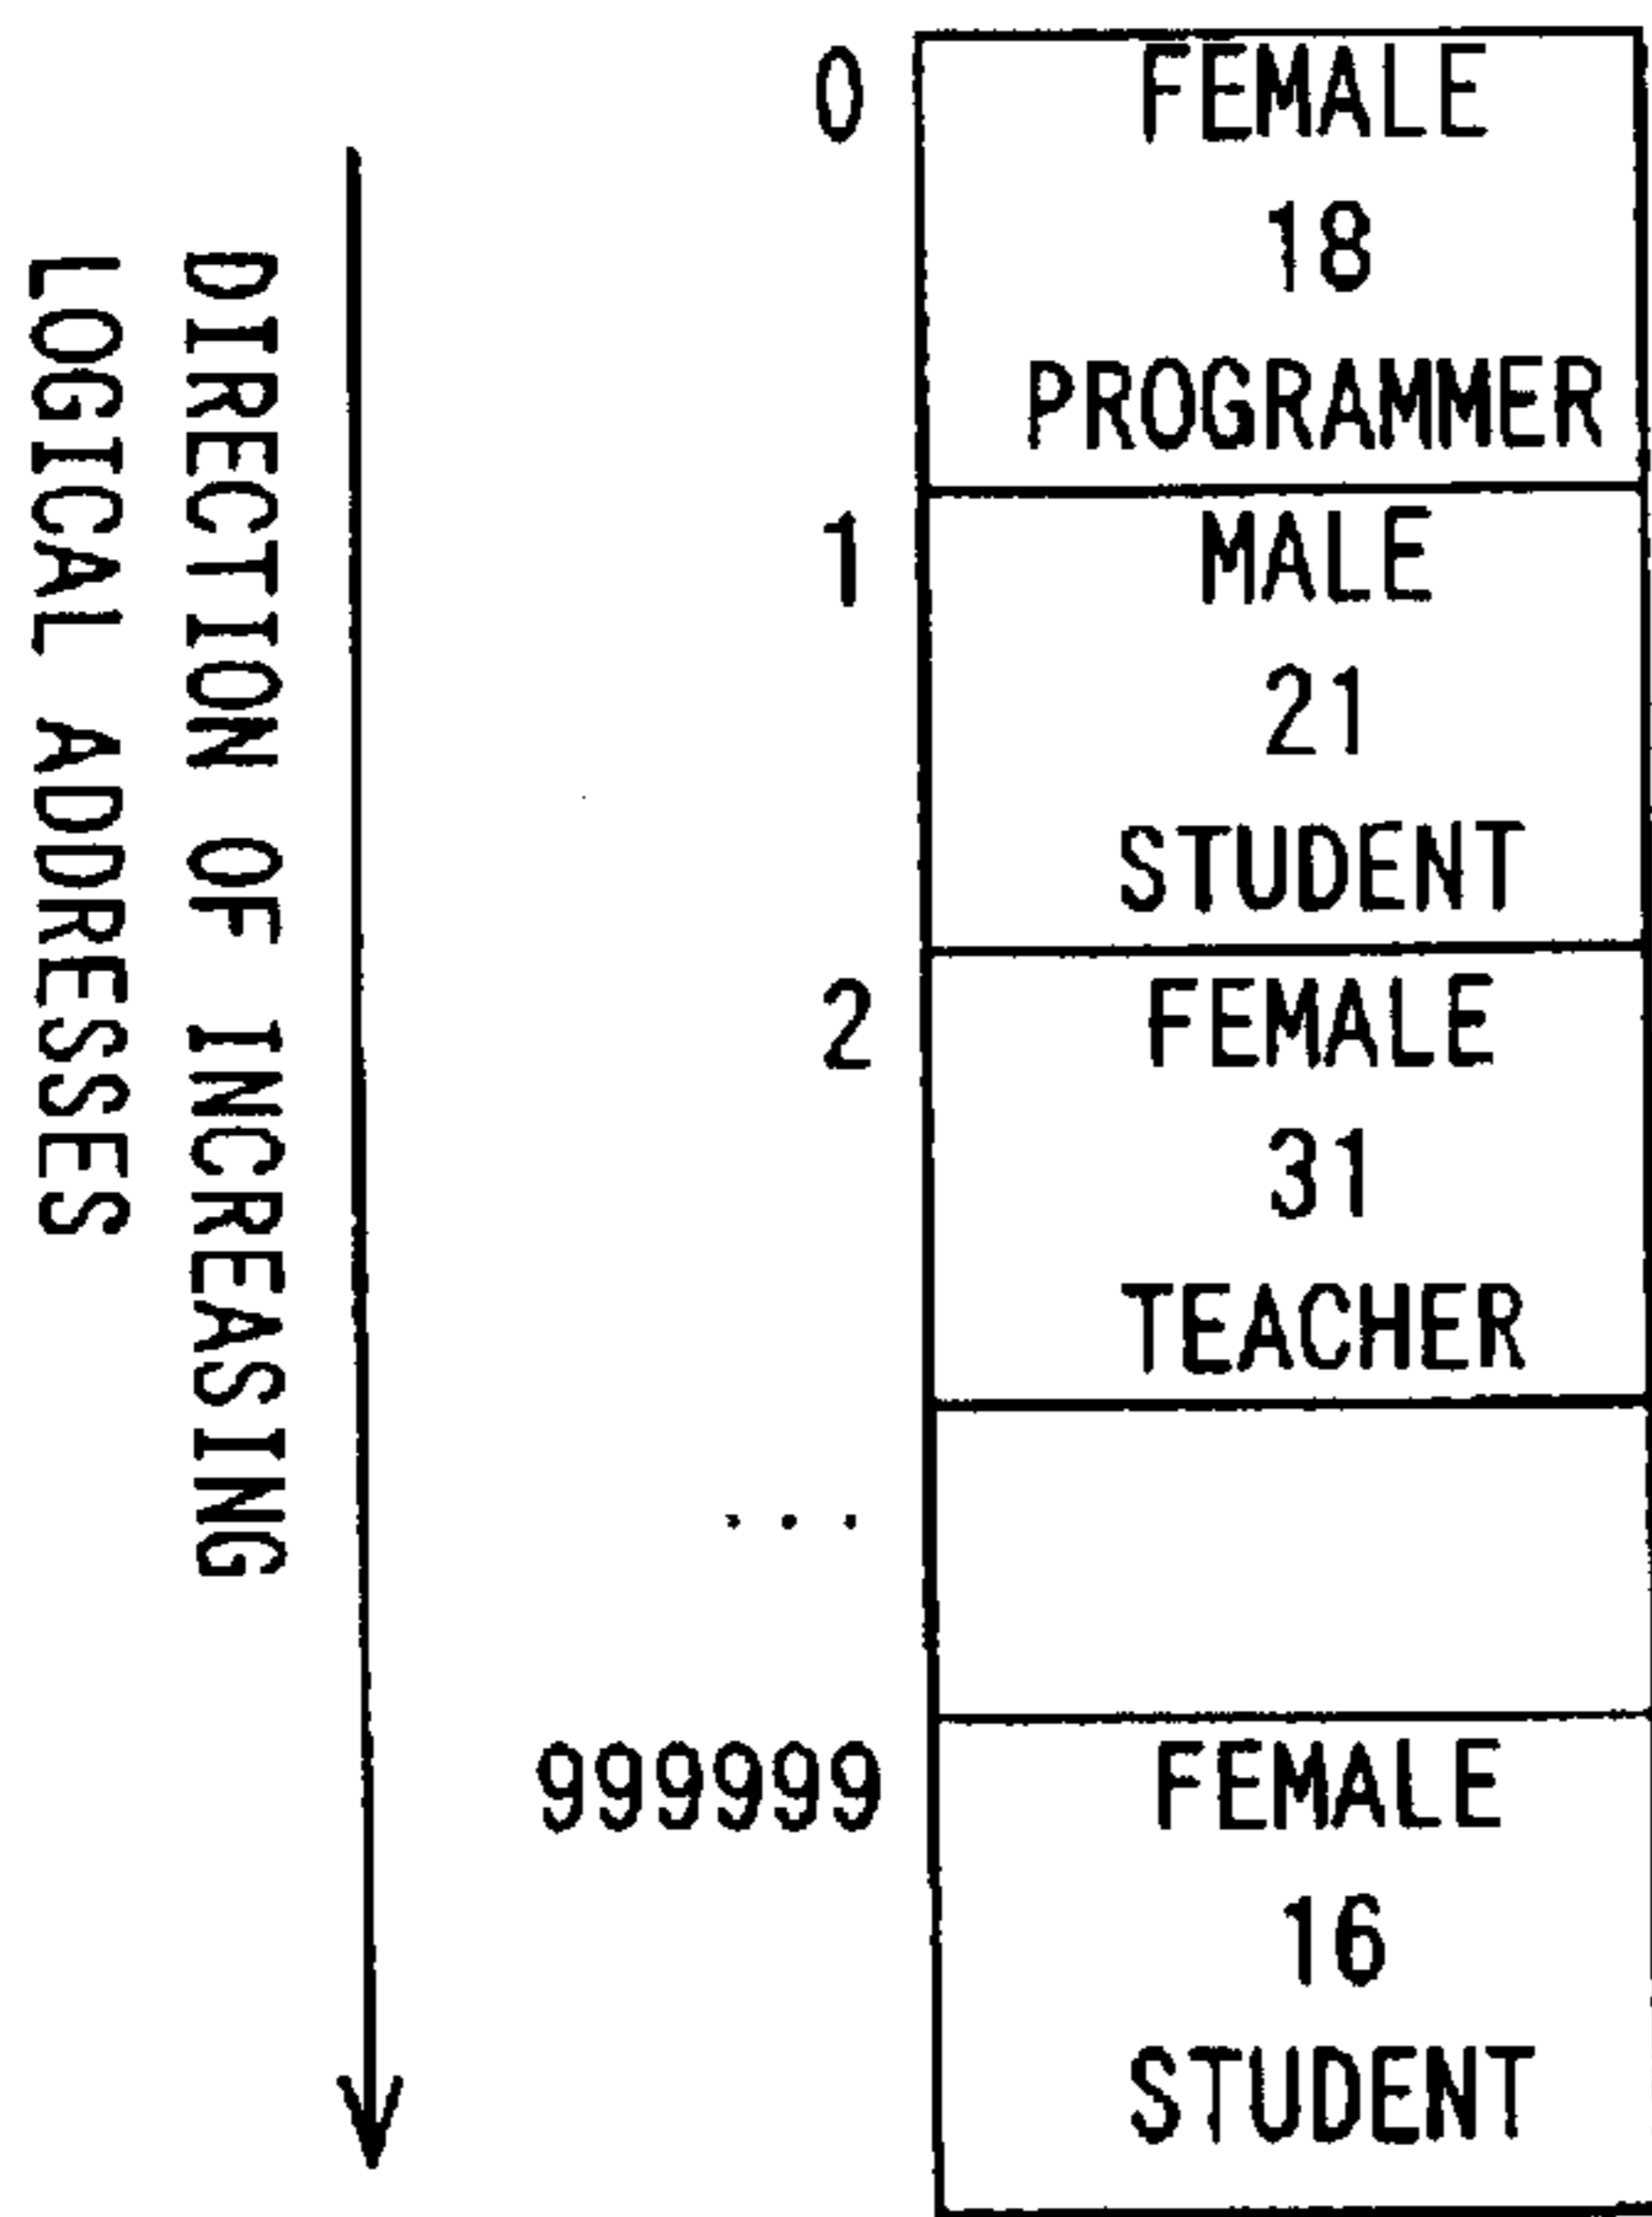 DIRECTION OF INCREASING
LOGICAL ADDRESSES
0
FEMALE
18
PROGRAMMER
1
MALE
21
STUDENT
2
FEMALE
31
TEACHER
...
999999
FEMALE
16
STUDENT